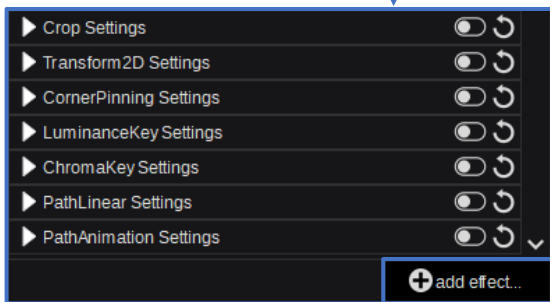 Crop Settings
Transform2D Settings
CornerPinning Settings
LuminanceKey Settings
ChromaKey Settings
PathLinear Settings
PathAnimation Settings
add effect...